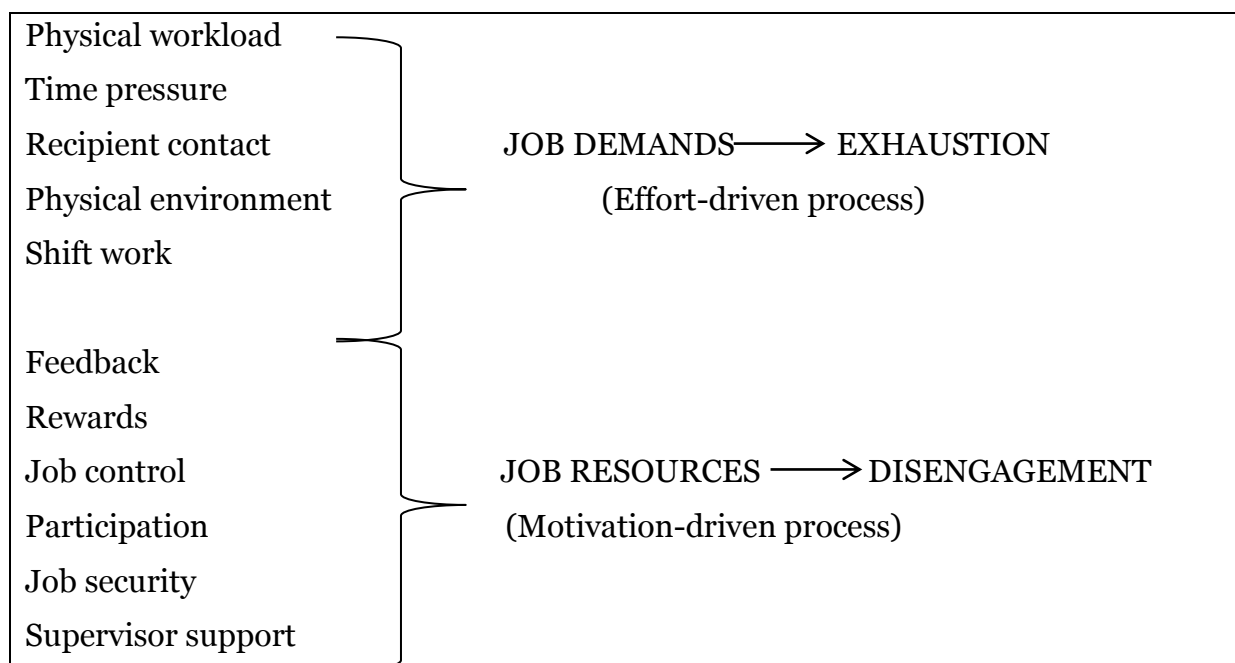 Physical workload
Time pressure
Recipient contact
JOB DEMANDS EXHAUSTION
Physical environment
(Effort-driven process)
Shift work
Feedback
Rewards
Job control
JOB RESOURCES DISENGAGEMENT
Participation
(Motivation-driven process)
Job security
Supervisor support